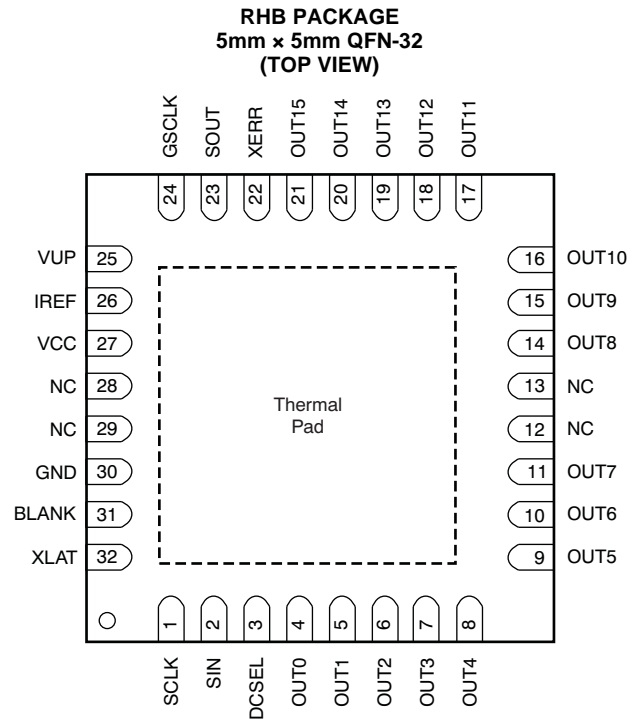 RHB PACKAGE
5mm × 5mm QFN-32
(TOP VIEW)
GSCLK
SOUT
XERR
OUT15
OUT14
OUT13
OUT12
OUT11
24
23
22
21
20
19
18
17
VUP 25
IREF 26
VCC 27
NC 28
NC 29
GND 30
BLANK 31
XLAT 32
Thermal
Pad
16 OUT10
15 OUT9
14 OUT8
13 NC
12 NC
11 OUT7
10 OUT6
9 OUT5
1
2
3
4
5
6
7
8
SCLK
SIN
DCSEL
OUT0
OUT1
OUT2
OUT3
OUT4